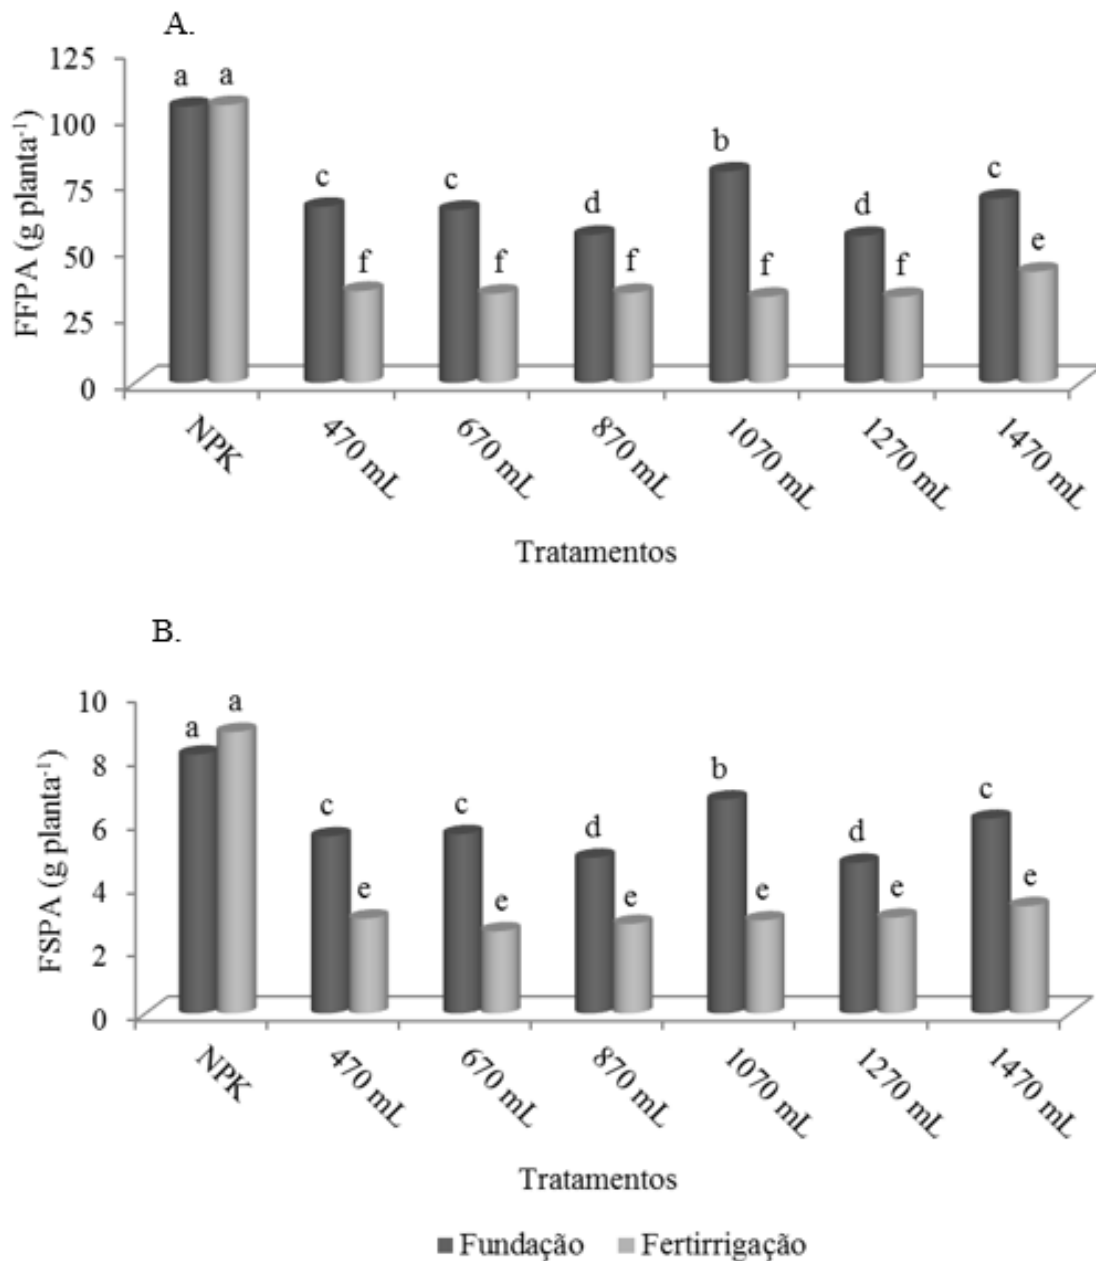 A.
125
100
75
50
25
0
FFPA (g planta⁻¹)
a a
c f
c f
d f
b f
d f
c e
NPK 470 mL 670 mL 870 mL 1070 mL 1270 mL 1470 mL
Tratamentos
B.
10
8
6
4
2
0
FSPA (g planta⁻¹)
a a
c e
c e
d e
b e
d e
c e
NPK 470 mL 670 mL 870 mL 1070 mL 1270 mL 1470 mL
Tratamentos
Fundação Fertirrigação